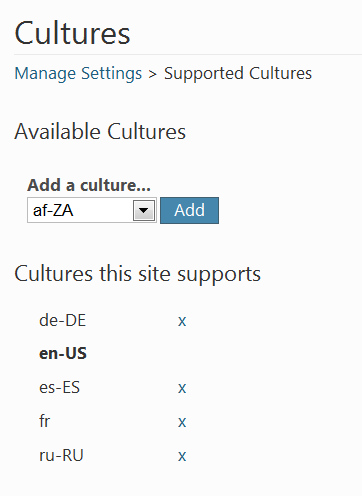 Cultures
Manage Settings > Supported Cultures
Available Cultures
Add a culture...
af-ZA Add
Cultures this site supports
de-DE x
en-US
es-ES x
fr x
ru-RU x